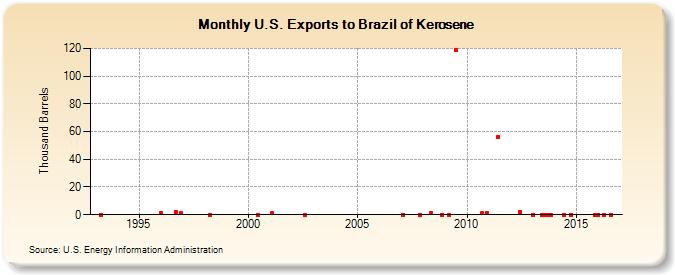 Monthly U.S. Exports to Brazil of Kerosene
Thousand Barrels
120
100
80
60
40
20
0
1995 2000 2005 2010 2015
Source: U.S. Energy Information Administration